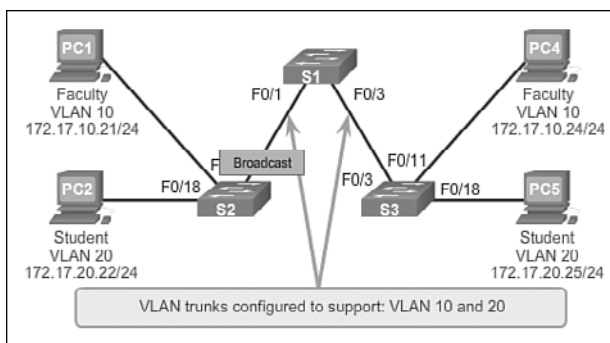 PC1
Faculty
VLAN 10
172.17.10.21/24
PC2
Student
VLAN 20
172.17.20.22/24
F0/18
S2
F
Broadcast
F0/1
S1
F0/3
F0/3
S3
F0/11
F0/18
PC4
Faculty
VLAN 10
172.17.10.24/24
PC5
Student
VLAN 20
172.17.20.25/24
VLAN trunks configured to support: VLAN 10 and 20